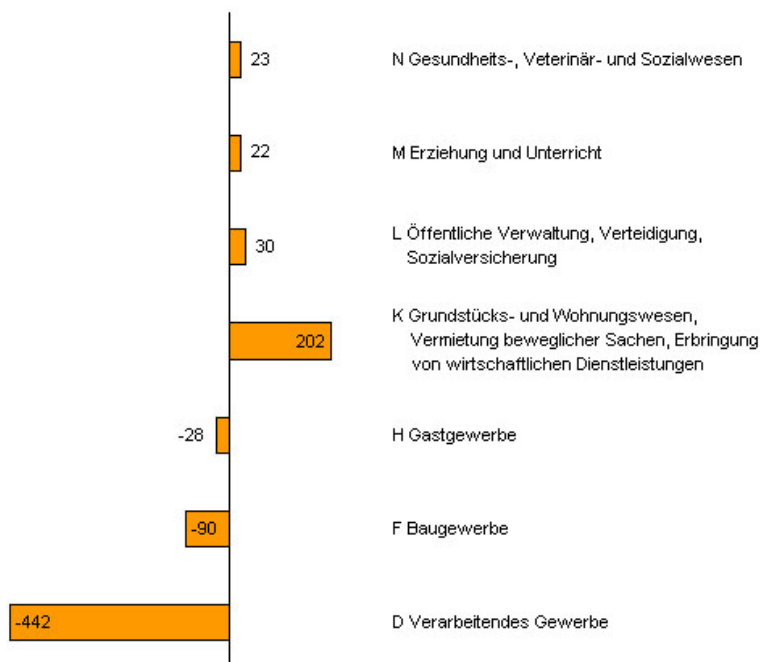 23 N Gesundheits-, Veterinär- und Sozialwesen
22 M Erziehung und Unterricht
30 L Öffentliche Verwaltung, Verteidigung,
Sozialversicherung
202 K Grundstücks- und Wohnungswesen,
Vermietung beweglicher Sachen, Erbringung
von wirtschaftlichen Dienstleistungen
-28 H Gastgewerbe
-90 F Baugewerbe
-442 D Verarbeitendes Gewerbe